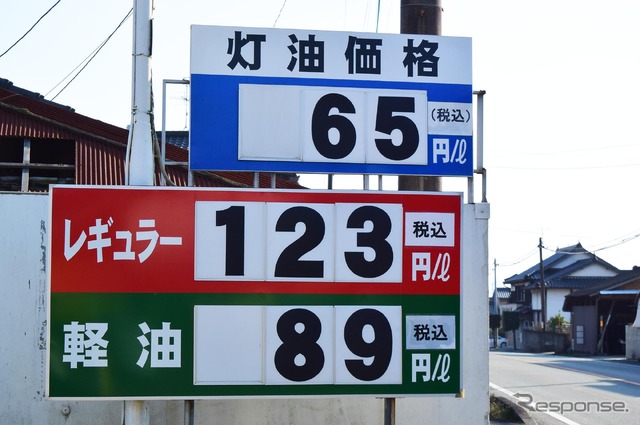 灯油価格
65
(税込)
円/ℓ
レギュラー
123
税込
円/ℓ
軽油
89
税込
円/ℓ
Response.